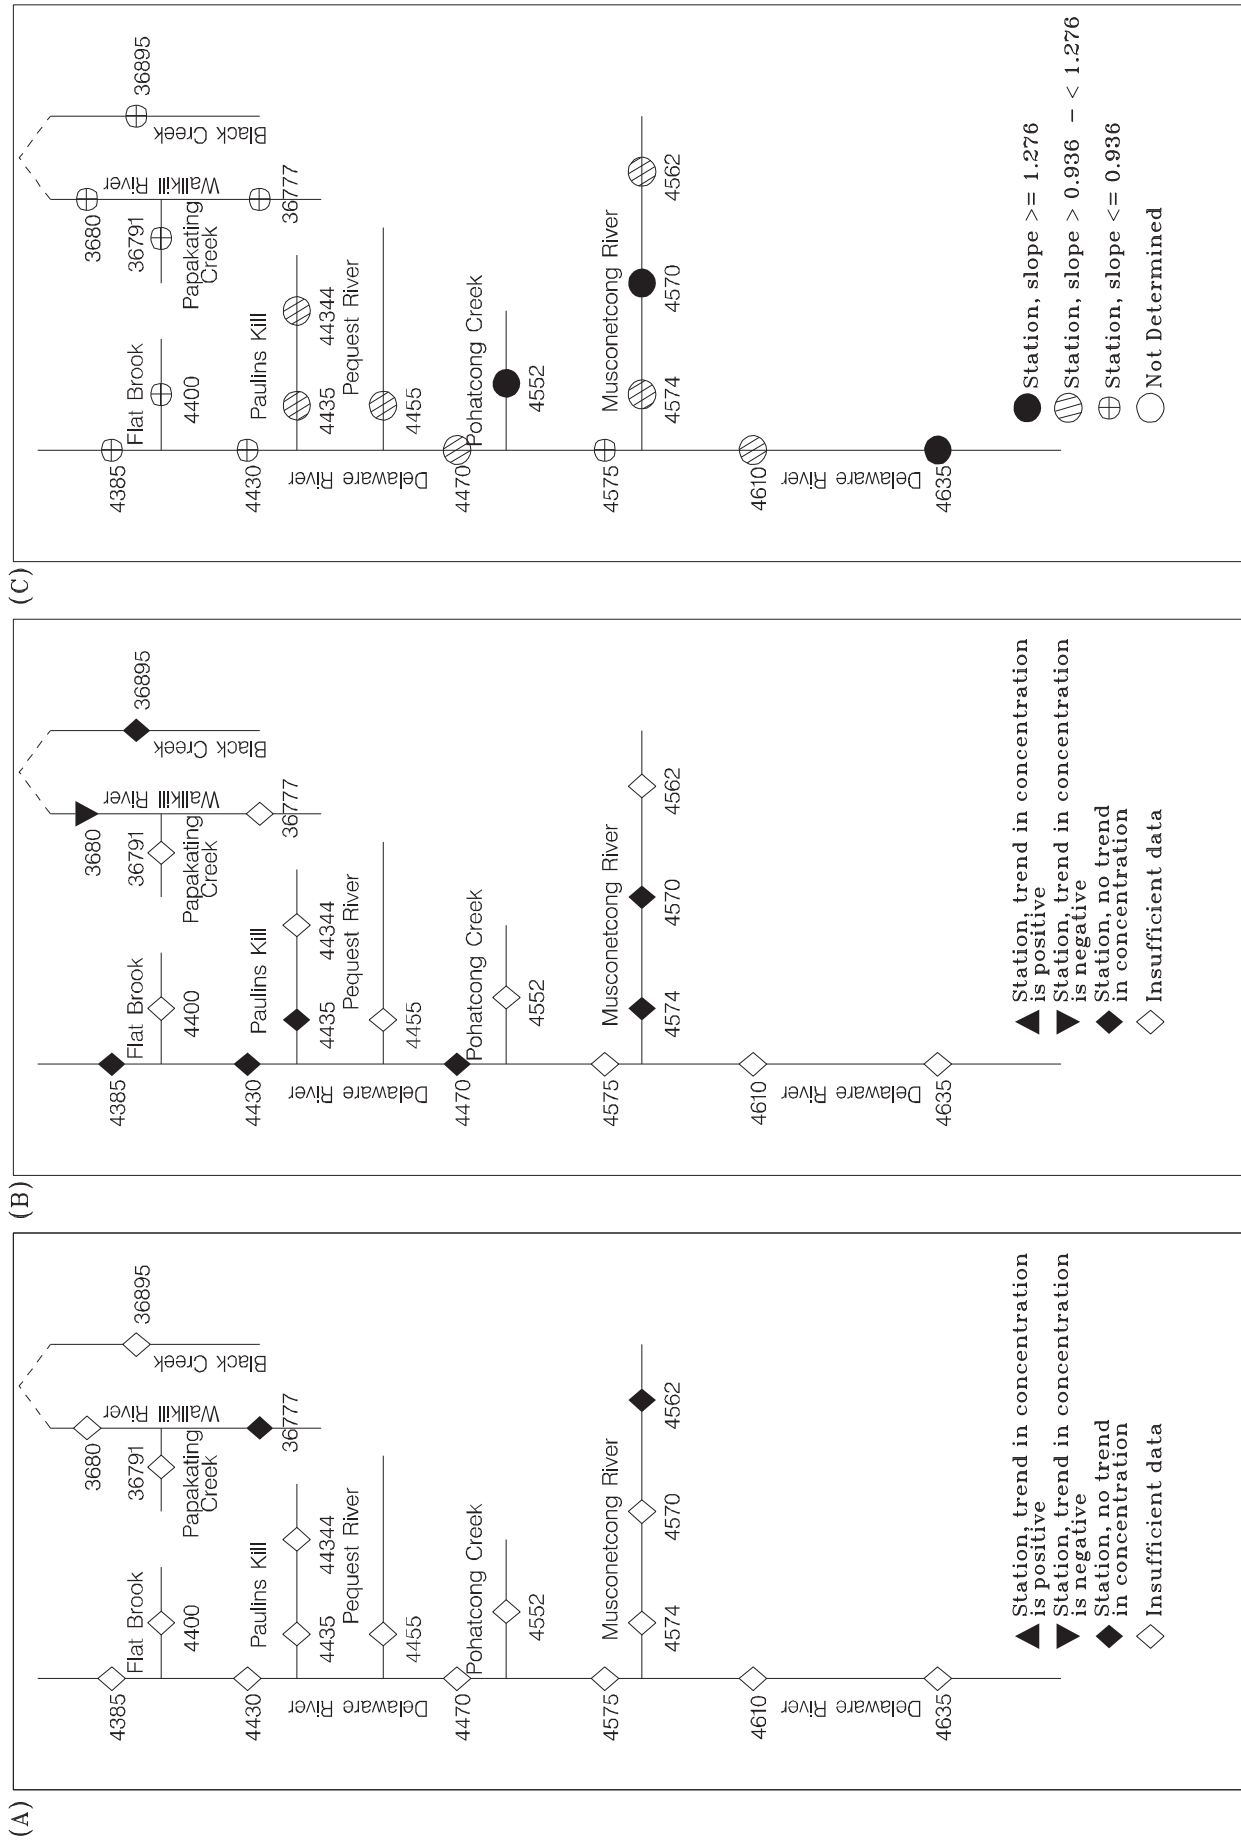 (A)
4385
Flat Brook
4400
3680
36791
Papakating
Creek
Wallkill
River
36777
36895
Black Creek
4430
Delaware River
Paulins Kill
4435
44344
Pequest River
4455
4470
Pohatcong Creek
4552
4575
Musconetcong River
4574
4570
4562
4610
Delaware River
4635
Station, trend in concentration
is positive
Station, trend in concentration
is negative
Station, no trend
in concentration
Insufficient data
(B)
4385
Flat Brook
4400
3680
36791
Papakating
Creek
Wallkill
River
36777
36895
Black Creek
4430
Delaware River
Paulins Kill
4435
44344
Pequest River
4455
4470
Pohatcong Creek
4552
4575
Musconetcong River
4574
4570
4562
4610
Delaware River
4635
Station, trend in concentration
is positive
Station, trend in concentration
is negative
Station, no trend
in concentration
Insufficient data
(C)
4385
Flat Brook
4400
3680
36791
Papakating
Creek
Wallkill
River
36777
36895
Black Creek
4430
Delaware River
Paulins Kill
4435
44344
Pequest River
4455
4470
Pohatcong Creek
4552
4575
Musconetcong River
4574
4570
4562
4610
Delaware River
4635
Station, slope >= 1.276
Station, slope > 0.936 - < 1.276
Station, slope <= 0.936
Not Determined